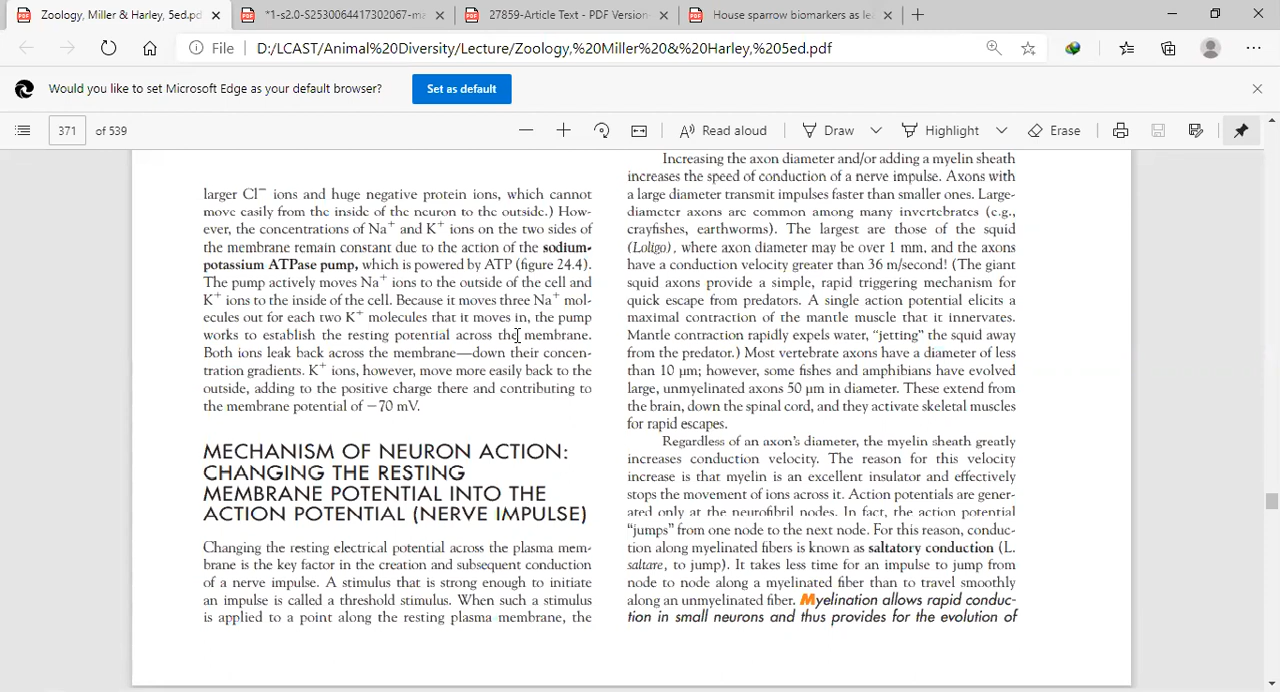 Zoology, Miller & Harley, 5ed.pd
*1-s2.0-S2530064417302067-m
27859-Article Text - PDF Version
House sparrow biomarkers as le
File
D:/LCAST/Animal%20Diversity/Lecture/Zoology,%20Miller%20&%20Harley,%205ed.pdf
Would you like to set Microsoft Edge as your default browser?
Set as default
371
of 539
Read aloud
Draw
Highlight
Erase
larger Cl⁻ ions and huge negative protein ions, which cannot
move easily from the inside of the neuron to the outside.) How-
ever, the concentrations of Na⁺ and K⁺ ions on the two sides of
the membrane remain constant due to the action of the sodium-
potassium ATPase pump, which is powered by ATP (figure 24.4).
The pump actively moves Na⁺ ions to the outside of the cell and
K⁺ ions to the inside of the cell. Because it moves three Na⁺ mol-
ecules out for each two K⁺ molecules that it moves in, the pump
works to establish the resting potential across the membrane.
Both ions leak back across the membrane—down their concen-
tration gradients. K⁺ ions, however, move more easily back to the
outside, adding to the positive charge there and contributing to
the membrane potential of −70 mV.
MECHANISM OF NEURON ACTION:
CHANGING THE RESTING
MEMBRANE POTENTIAL INTO THE
ACTION POTENTIAL (NERVE IMPULSE)
Changing the resting electrical potential across the plasma mem-
brane is the key factor in the creation and subsequent conduction
of a nerve impulse. A stimulus that is strong enough to initiate
an impulse is called a threshold stimulus. When such a stimulus
is applied to a point along the resting plasma membrane, the
Increasing the axon diameter and/or adding a myelin sheath
increases the speed of conduction of a nerve impulse. Axons with
a large diameter transmit impulses faster than smaller ones. Large-
diameter axons are common among many invertebrates (e.g.,
crayfishes, earthworms). The largest are those of the squid
(Loligo), where axon diameter may be over 1 mm, and the axons
have a conduction velocity greater than 36 m/second! (The giant
squid axons provide a simple, rapid triggering mechanism for
quick escape from predators. A single action potential elicits a
maximal contraction of the mantle muscle that it innervates.
Mantle contraction rapidly expels water, “jetting” the squid away
from the predator.) Most vertebrate axons have a diameter of less
than 10 μm; however, some fishes and amphibians have evolved
large, unmyelinated axons 50 μm in diameter. These extend from
the brain, down the spinal cord, and they activate skeletal muscles
for rapid escapes.
Regardless of an axon’s diameter, the myelin sheath greatly
increases conduction velocity. The reason for this velocity
increase is that myelin is an excellent insulator and effectively
stops the movement of ions across it. Action potentials are gener-
ated only at the neurofibril nodes. In fact, the action potential
“jumps” from one node to the next node. For this reason, conduc-
tion along myelinated fibers is known as saltatory conduction (L.
saltare, to jump). It takes less time for an impulse to jump from
node to node along a myelinated fiber than to travel smoothly
along an unmyelinated fiber. Myelination allows rapid conduc-
tion in small neurons and thus provides for the evolution of